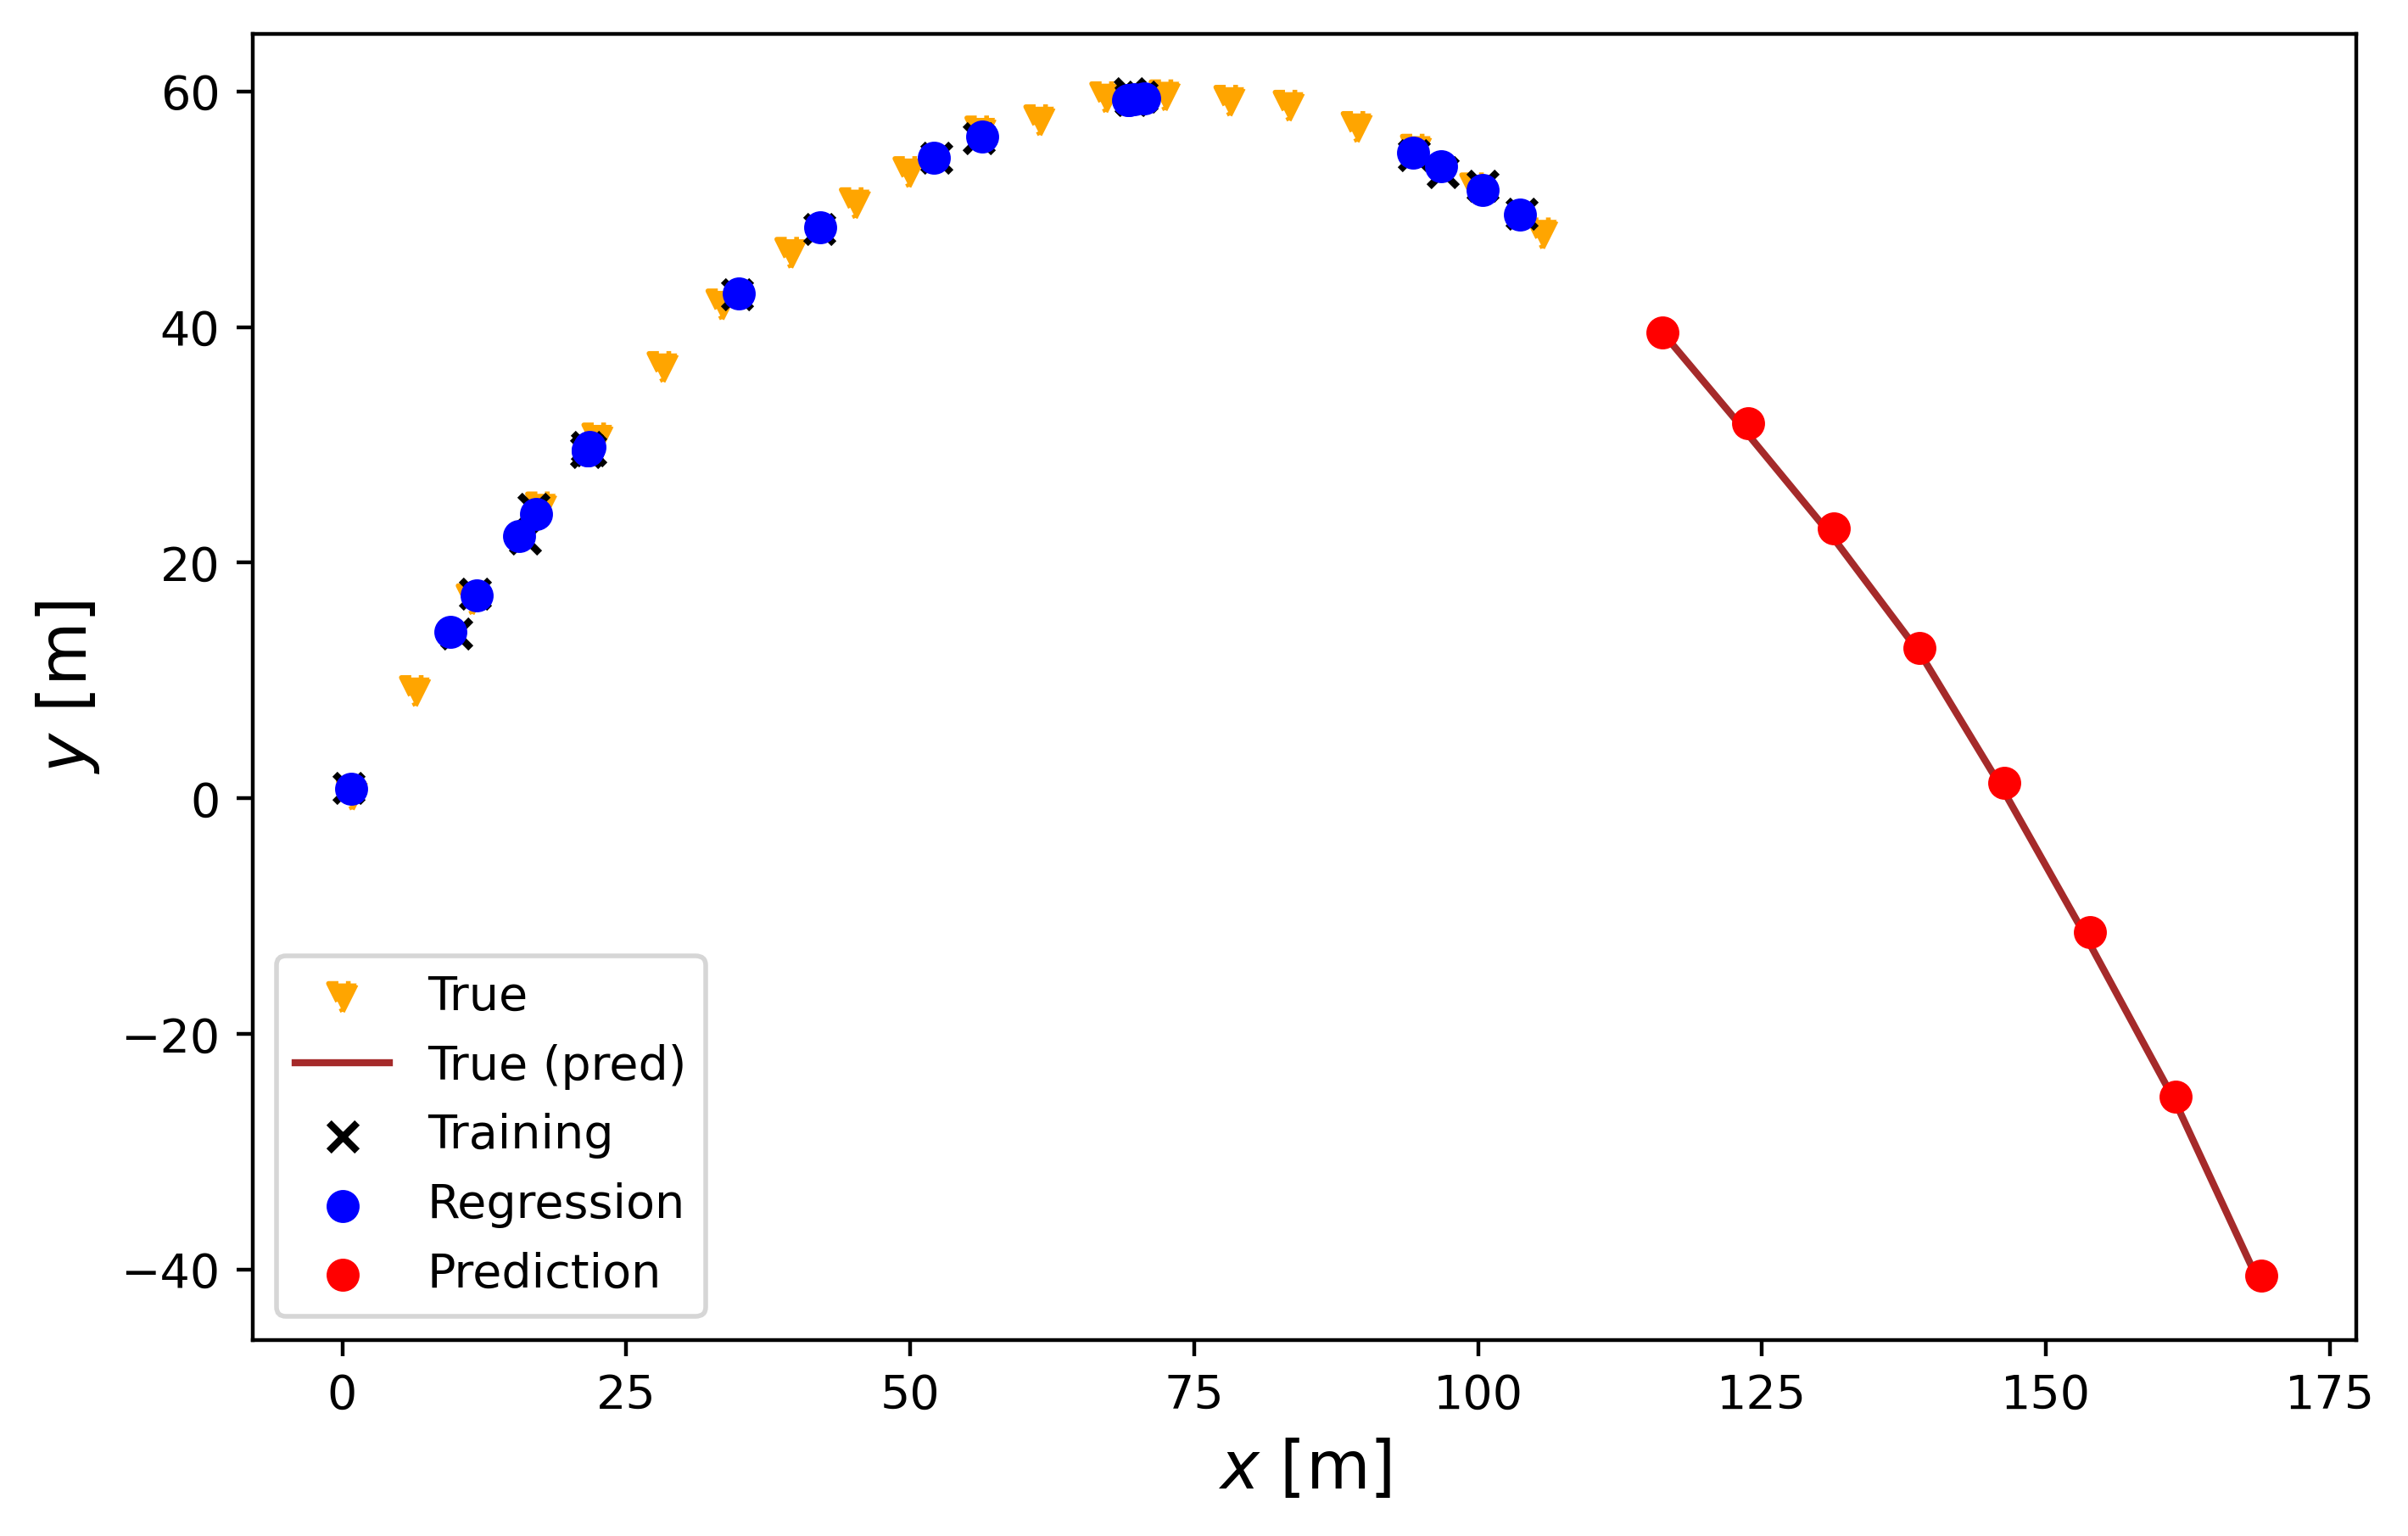 60
40
20
0
−20
−40
y [m]
True
True (pred)
Training
Regression
Prediction
0 25 50 75 100 125 150 175
x [m]